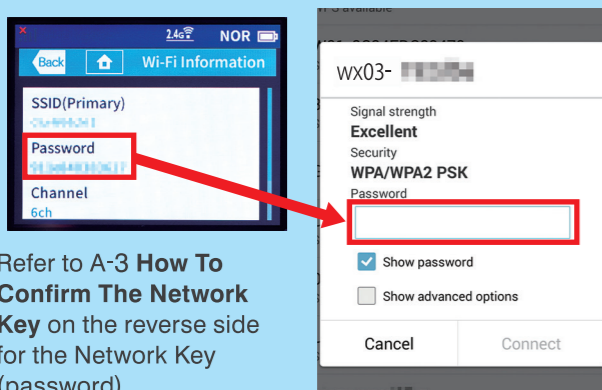 2.4G NOR
Back Wi-Fi Information
SSID(Primary)
Password
Channel
6ch
Refer to A-3 How To
Confirm The Network
Key on the reverse side
for the Network Key
(password)
WX03-
Signal strength
Excellent
Security
WPA/WPA2 PSK
Password
Show password
Show advanced options
Cancel Connect